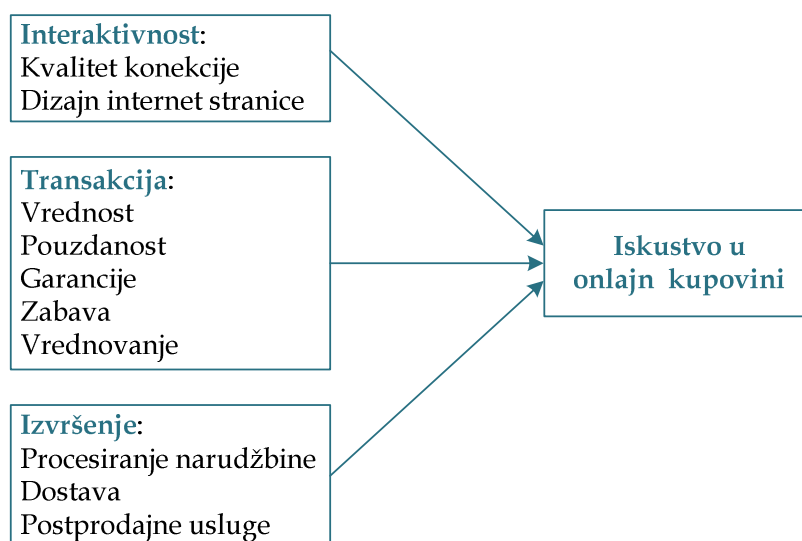 Interaktivnost:
Kvalitet konekcije
Dizajn internet stranice
Transakcija:
Vrednost
Pouzdanost
Garancije
Zabava
Vrednovanje
Izvršenje:
Procesiranje narudžbine
Dostava
Postprodajne usluge
Iskustvo u
onlajn kupovini